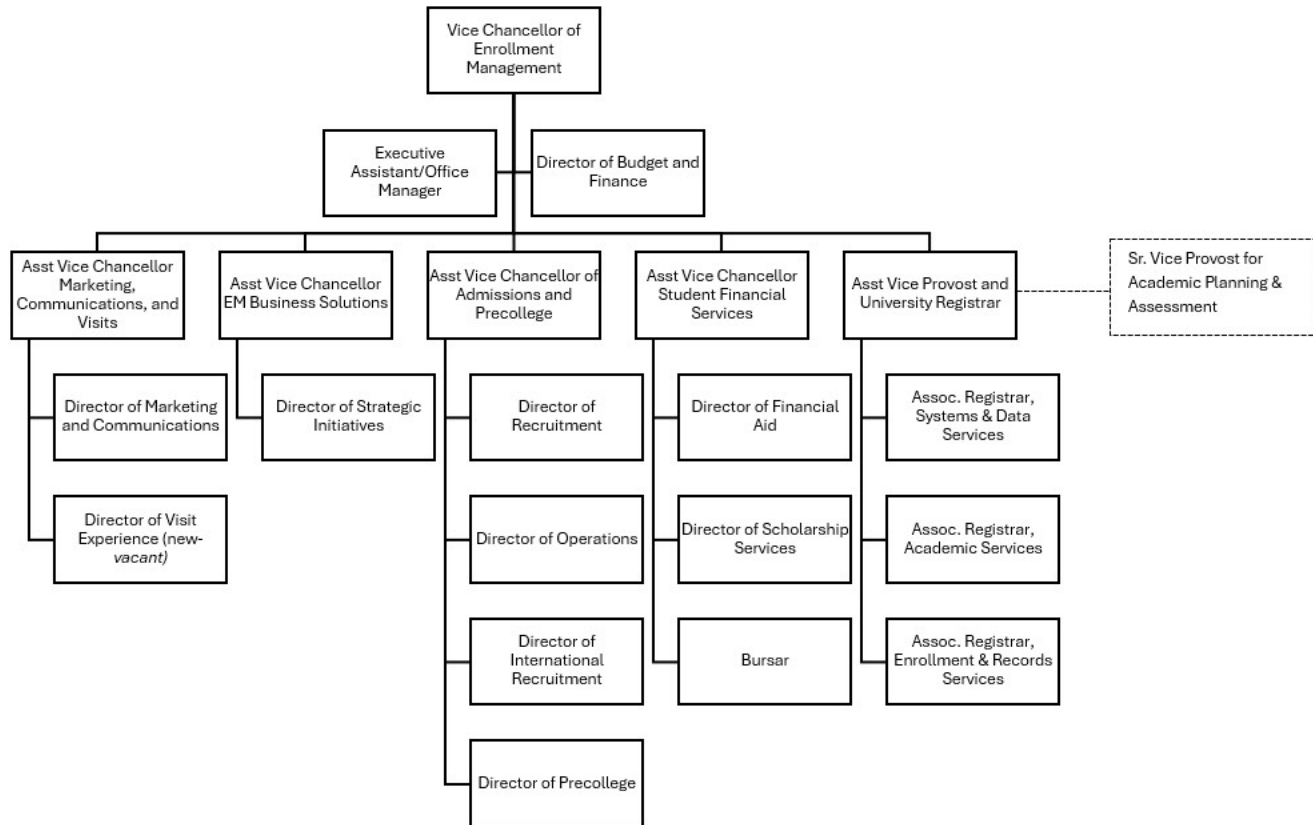 Vice Chancellor of
Enrollment
Management
Executive
Assistant/Office
Manager
Director of Budget and
Finance
Asst Vice Chancellor
Marketing,
Communications, and
Visits
Asst Vice Chancellor
EM Business Solutions
Asst Vice Chancellor of
Admissions and
Precollege
Asst Vice Chancellor
Student Financial
Services
Asst Vice Provost and
University Registrar
Sr. Vice Provost for
Academic Planning &
Assessment
Director of Marketing
and Communications
Director of Strategic
Initiatives
Director of
Recruitment
Director of Financial
Aid
Assoc. Registrar,
Systems & Data
Services
Director of Visit
Experience (new-
vacant)
Director of Operations
Director of Scholarship
Services
Assoc. Registrar,
Academic Services
Director of
International
Recruitment
Bursar
Assoc. Registrar,
Enrollment & Records
Services
Director of Precollege